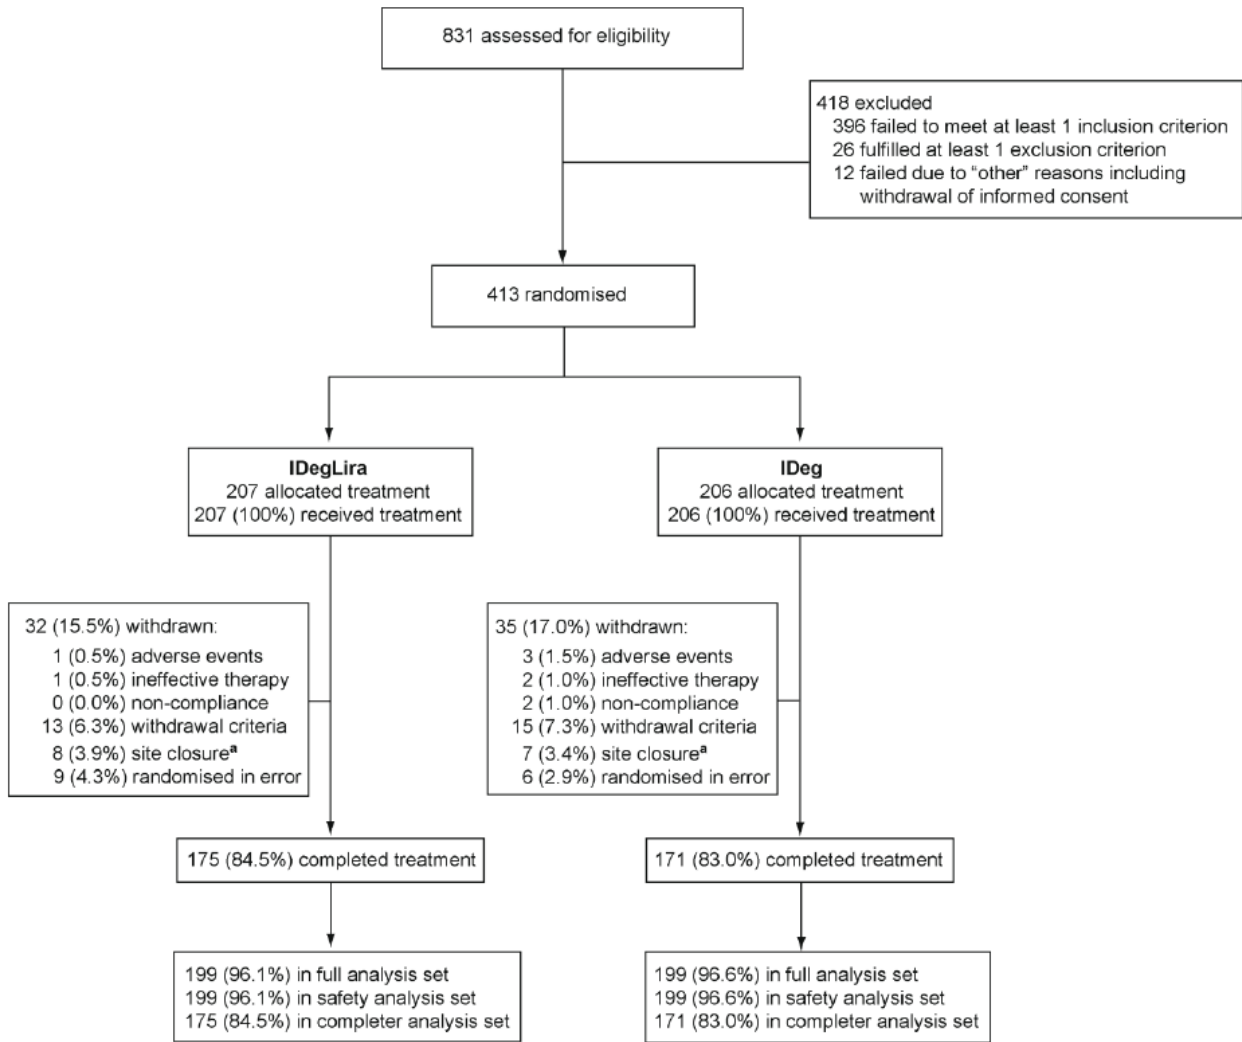 831 assessed for eligibility
418 excluded
396 failed to meet at least 1 inclusion criterion
26 fulfilled at least 1 exclusion criterion
12 failed due to “other” reasons including
withdrawal of informed consent
413 randomised
IDegLira
207 allocated treatment
207 (100%) received treatment
IDeg
206 allocated treatment
206 (100%) received treatment
32 (15.5%) withdrawn:
1 (0.5%) adverse events
1 (0.5%) ineffective therapy
0 (0.0%) non-compliance
13 (6.3%) withdrawal criteria
8 (3.9%) site closureª
9 (4.3%) randomised in error
35 (17.0%) withdrawn:
3 (1.5%) adverse events
2 (1.0%) ineffective therapy
2 (1.0%) non-compliance
15 (7.3%) withdrawal criteria
7 (3.4%) site closureª
6 (2.9%) randomised in error
175 (84.5%) completed treatment
171 (83.0%) completed treatment
199 (96.1%) in full analysis set
199 (96.1%) in safety analysis set
175 (84.5%) in completer analysis set
199 (96.6%) in full analysis set
199 (96.6%) in safety analysis set
171 (83.0%) in completer analysis set